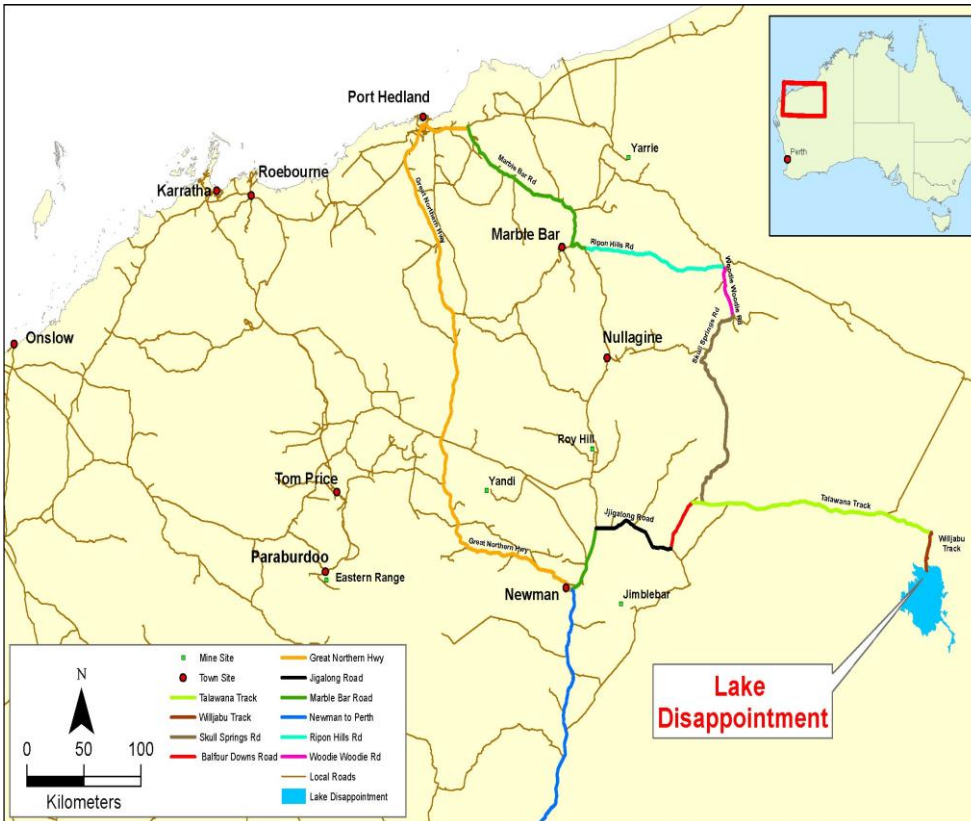 Port Hedland
Yarrie
Roebourne
Karratha
Perth
Marble Bar Rd
Great Northern Hwy
Marble Bar
Ripon Hills Rd
Woodie Woodie Rd
Onslow
Nullagine
Skull Springs Rd
Roy Hill
Tom Price
Yandi
Talawana Track
Jjigalong Road
Willjabu
Track
Great Northern Hwy
Paraburdoo
Eastern Range
Newman
Jimblebar
Lake
Disappointment
N
0 50 100
Kilometers
Mine Site
Town Site
Talawana Track
Willjabu Track
Skull Springs Rd
Balfour Downs Road
Great Northern Hwy
Jigalong Road
Marble Bar Road
Newman to Perth
Ripon Hills Rd
Woodie Woodie Rd
Local Roads
Lake Disappointment